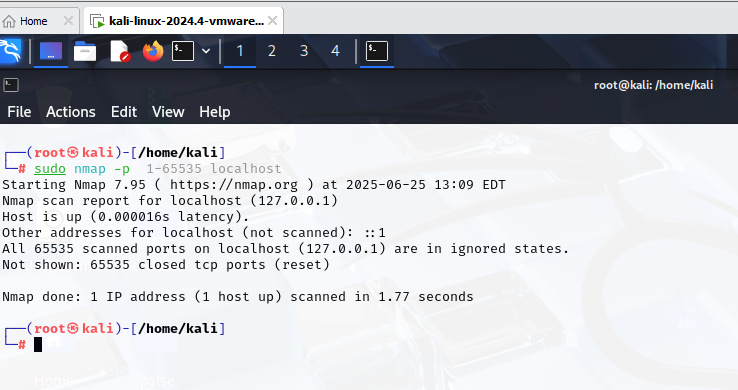 Home
kali-linux-2024.4-vmware...
1 2 3 4
root@kali: /home/kali
File Actions Edit View Help
┌──(root㉿kali)-[/home/kali]
└─# sudo nmap -p 1-65535 localhost
Starting Nmap 7.95 ( https://nmap.org ) at 2025-06-25 13:09 EDT
Nmap scan report for localhost (127.0.0.1)
Host is up (0.000016s latency).
Other addresses for localhost (not scanned): ::1
All 65535 scanned ports on localhost (127.0.0.1) are in ignored states.
Not shown: 65535 closed tcp ports (reset)
Nmap done: 1 IP address (1 host up) scanned in 1.77 seconds
┌──(root㉿kali)-[/home/kali]
└─#
Home